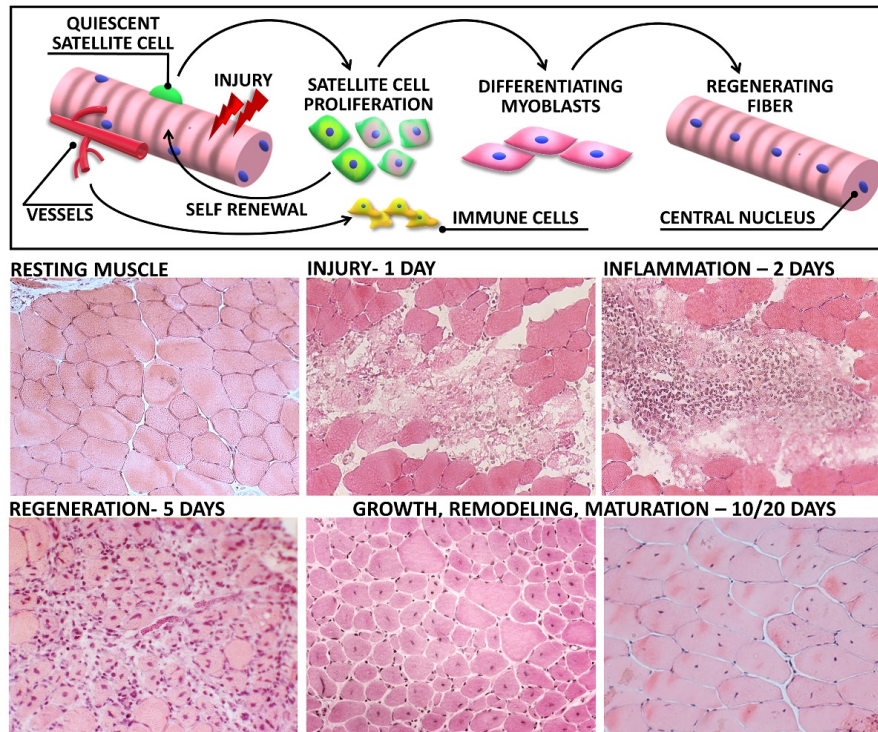 QUIESCENT
SATELLITE CELL
INJURY
SATELLITE CELL
PROLIFERATION
DIFFERENTIATING
MYOBLASTS
REGENERATING
FIBER
VESSELS
SELF RENEWAL
IMMUNE CELLS
CENTRAL NUCLEUS
RESTING MUSCLE
INJURY- 1 DAY
INFLAMMATION – 2 DAYS
REGENERATION- 5 DAYS
GROWTH, REMODELING, MATURATION – 10/20 DAYS